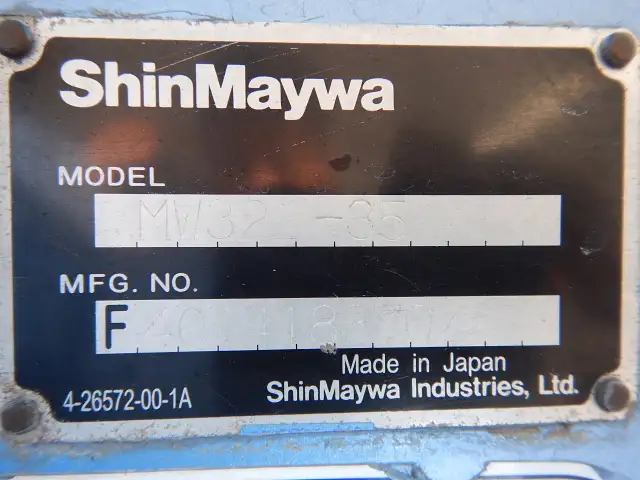 ShinMaywa
MODEL
MFG. NO.
F
Made in Japan
4-26572-00-1A
ShinMaywa Industries, Ltd.